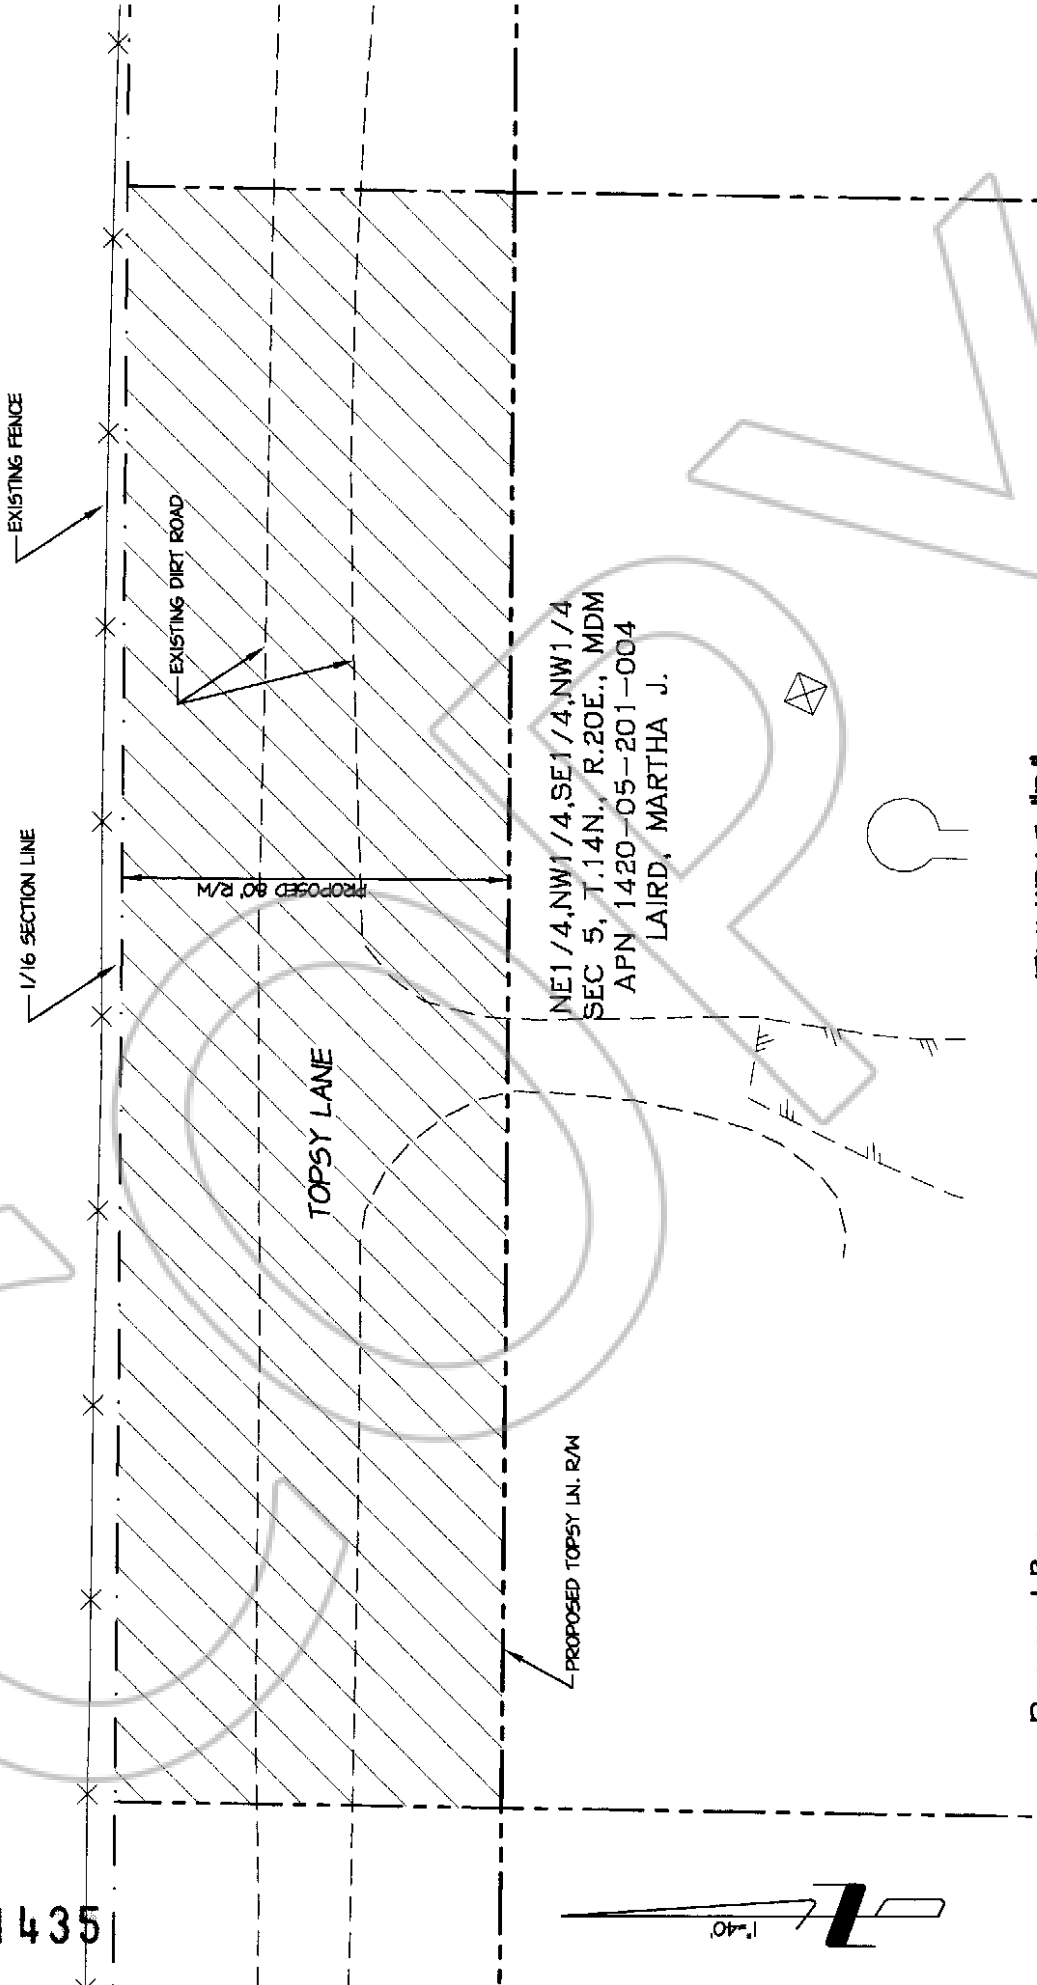 EXISTING FENCE
1/16 SECTION LINE
EXISTING DIRT ROAD
PROPOSED 80' R/W
TOPSY LANE
NE1/4,NW1/4,SE1/4,NW1/4
SEC 5, T.14N., R.20E., MDM
APN 1420-05-201-004
LAIRD, MARTHA J.
PROPOSED TOPSY LN. R/W
1"=40'
1435
COPY